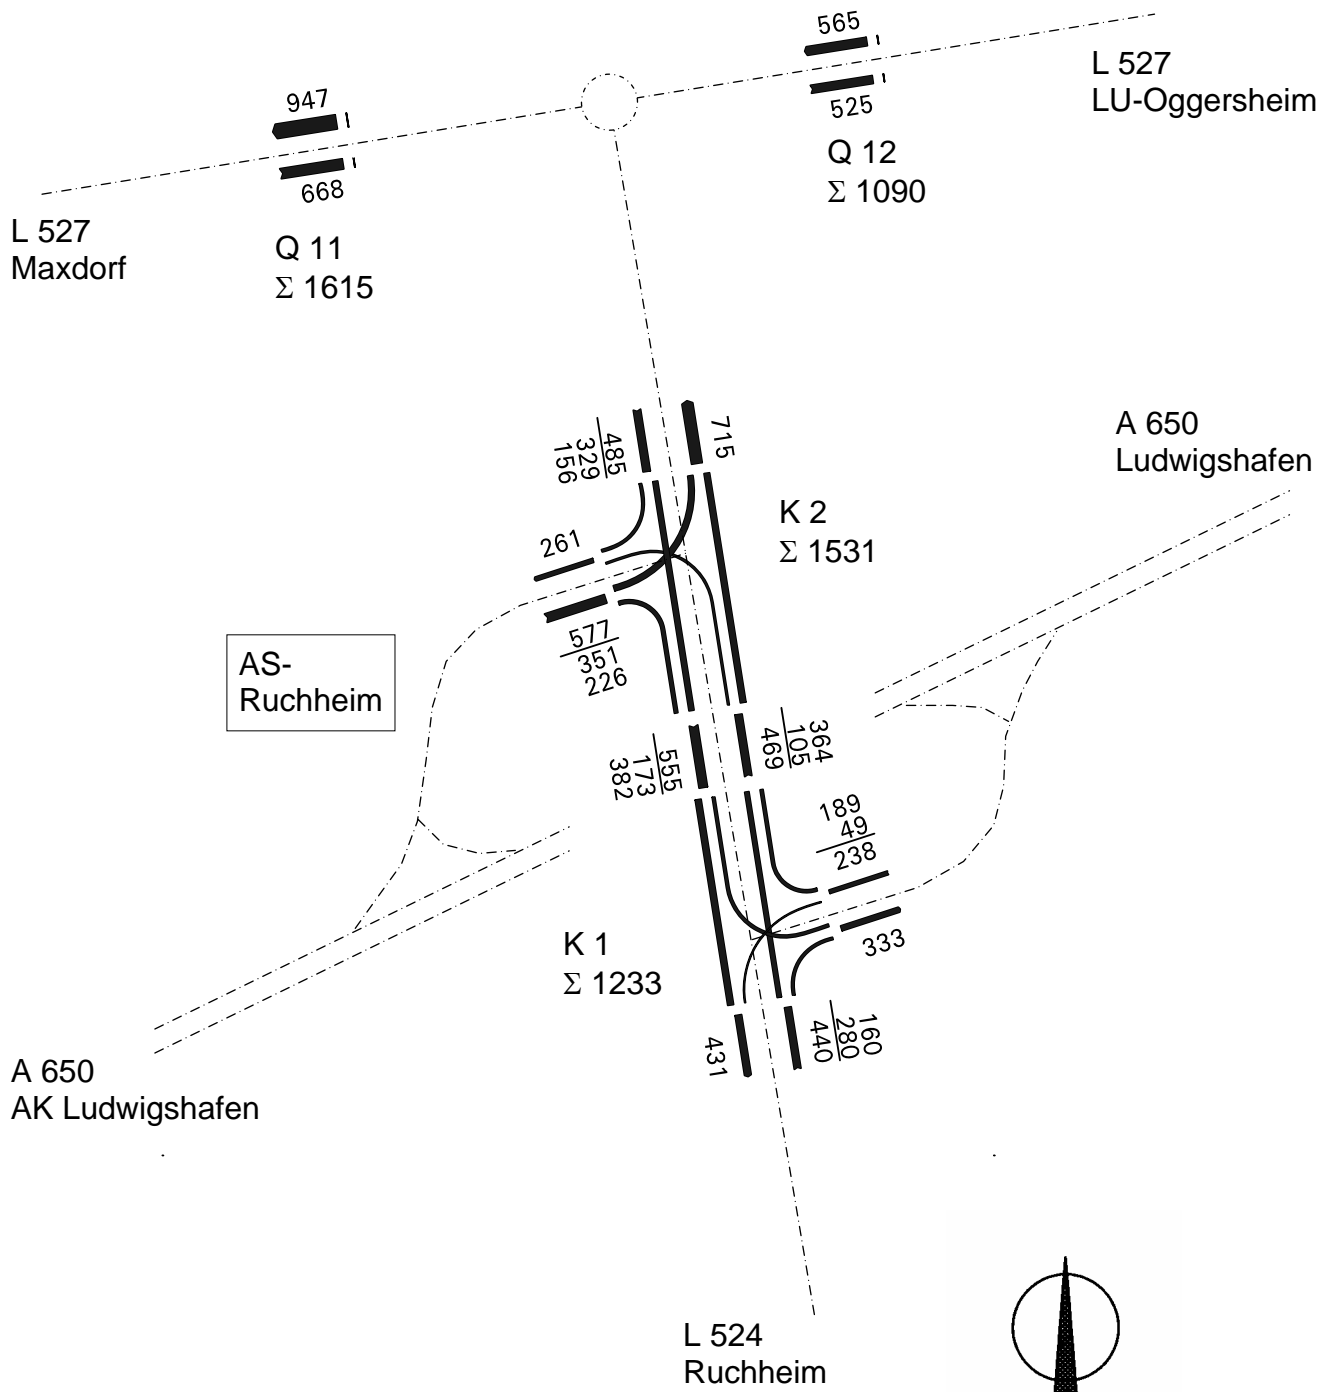 565
L 527
LU-Oggersheim
947
525
Q 12
Σ 1090
668
L 527
Maxdorf
Q 11
Σ 1615
A 650
Ludwigshafen
715
485
329
156
K 2
Σ 1531
261
577
351
226
AS-
Ruchheim
364
105
469
555
173
382
189
49
238
333
K 1
Σ 1233
160
280
440
431
A 650
AK Ludwigshafen
L 524
Ruchheim